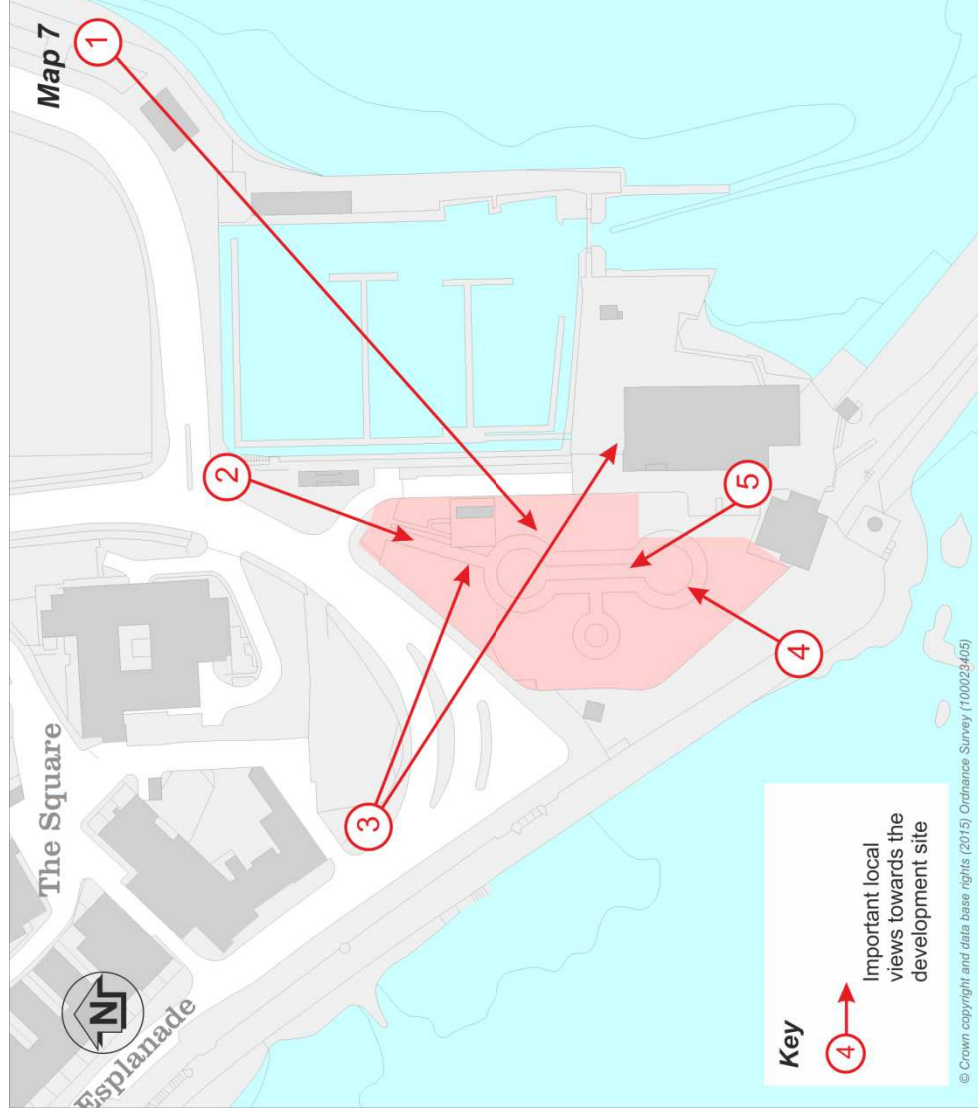 Map 7
1
2
3
4
5
The Square
N
Esplanade
Key
4
Important local
views towards the
development site
© Crown copyright and data base rights (2015) Ordnance Survey (100023405)